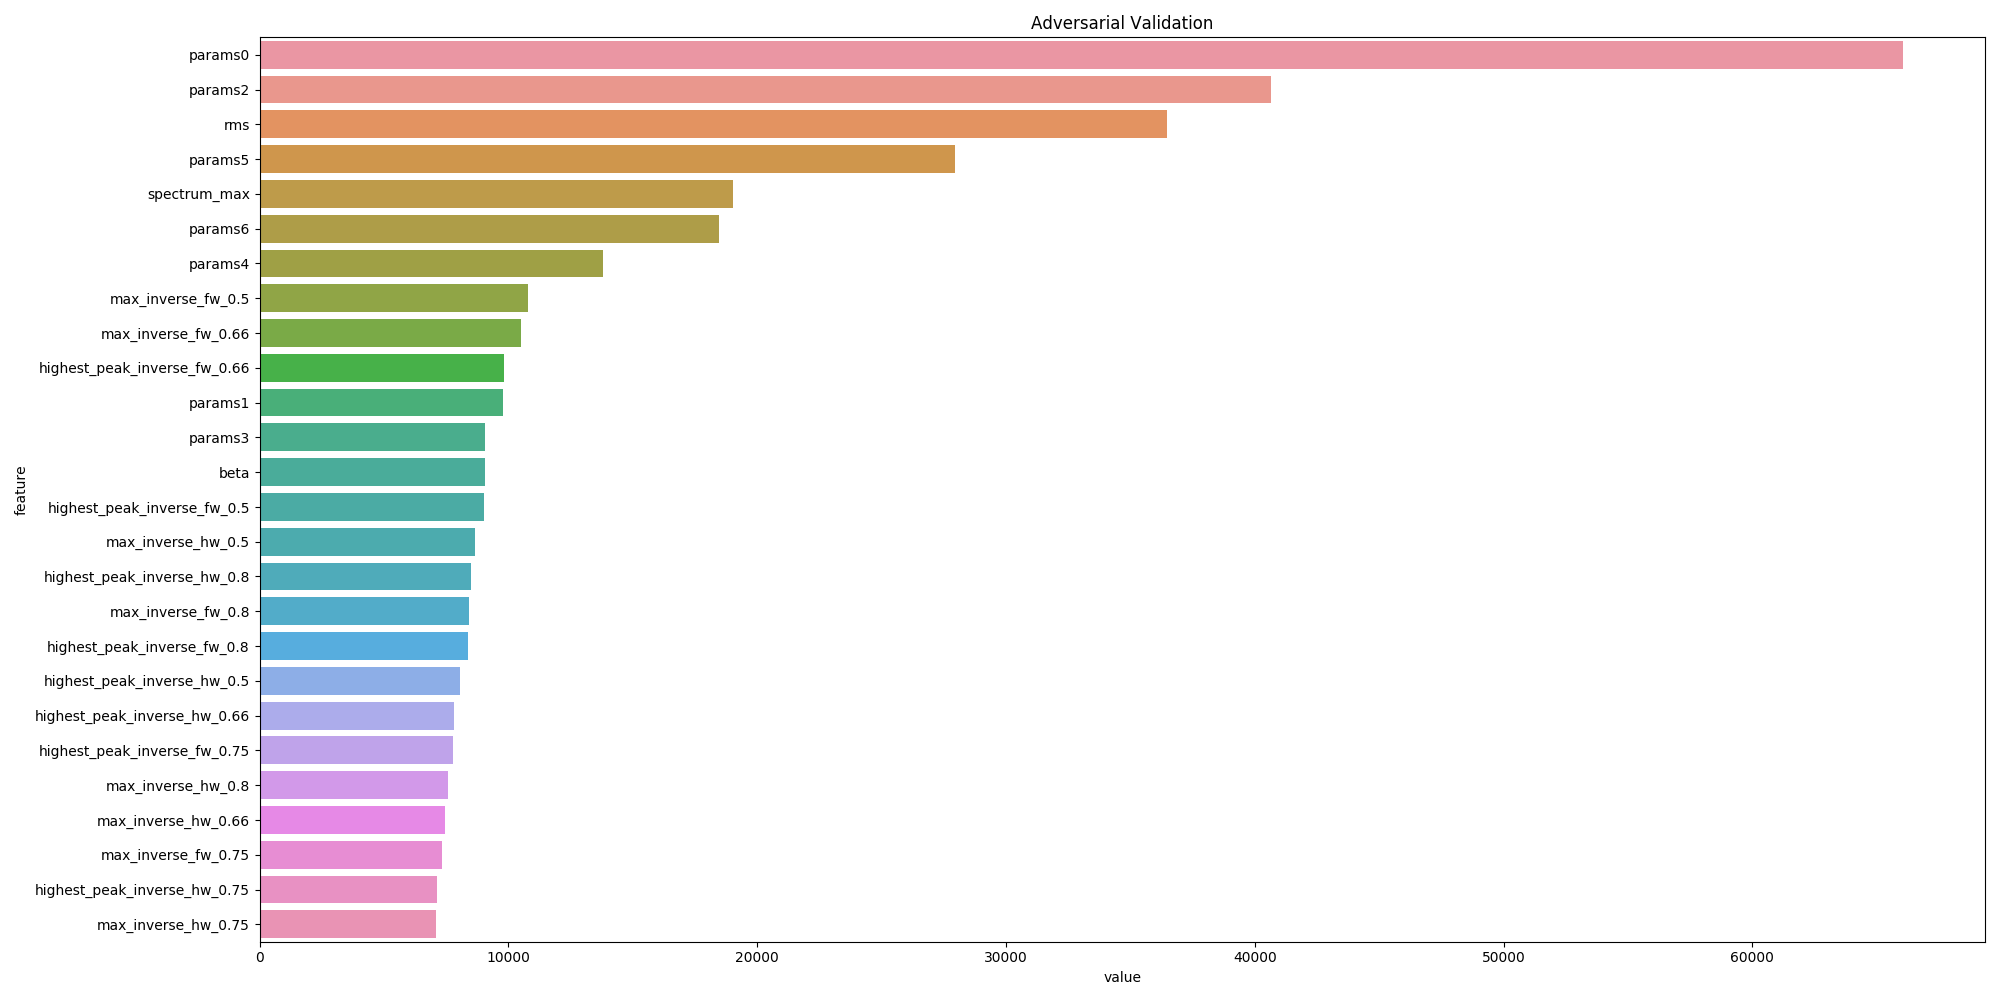 Adversarial Validation
feature
params0
params2
rms
params5
spectrum_max
params6
params4
max_inverse_fw_0.5
max_inverse_fw_0.66
highest_peak_inverse_fw_0.66
params1
params3
beta
highest_peak_inverse_fw_0.5
max_inverse_hw_0.5
highest_peak_inverse_hw_0.8
max_inverse_fw_0.8
highest_peak_inverse_fw_0.8
highest_peak_inverse_hw_0.5
highest_peak_inverse_hw_0.66
highest_peak_inverse_fw_0.75
max_inverse_hw_0.8
max_inverse_hw_0.66
max_inverse_fw_0.75
highest_peak_inverse_hw_0.75
max_inverse_hw_0.75
0 10000 20000 30000 40000 50000 60000
value